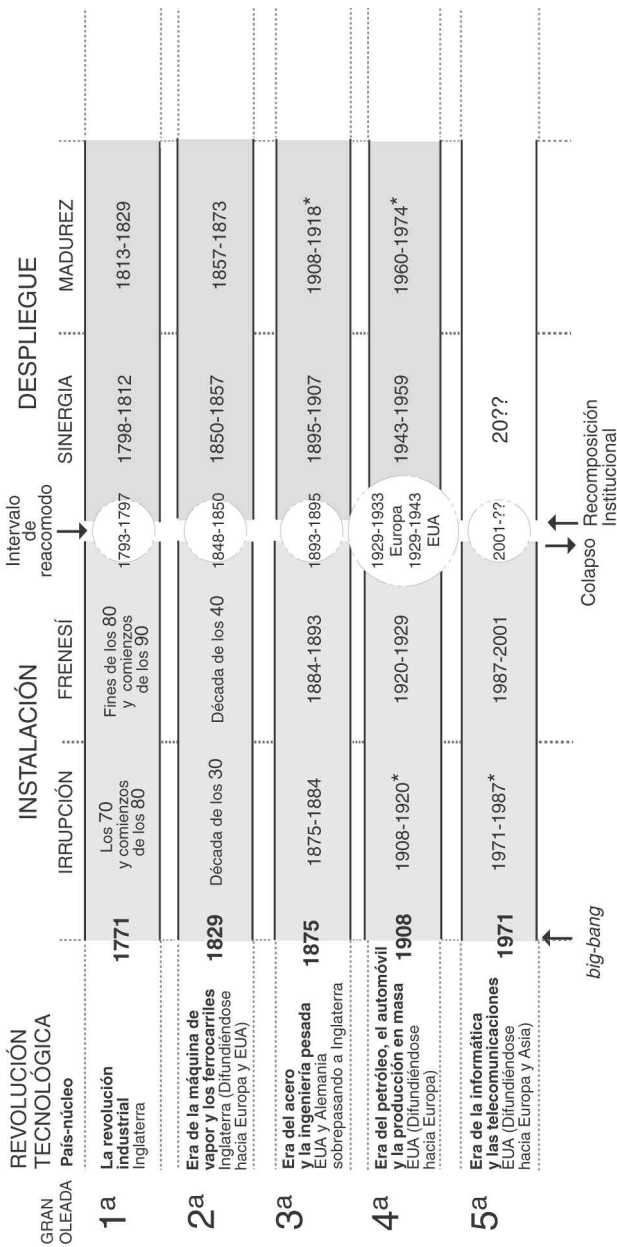 GRAN
OLEADA
REVOLUCIÓN
TECNOLÓGICA
País-núcleo
INSTALACIÓN
IRRUPCIÓN
FRENESÍ
Intervalo
de
reacomodo
DESPLIEGUE
SINERGIA
MADUREZ
1ª
La revolución
industrial
Inglaterra
1771
Los 70
y comienzos
de los 80
Fines de los 80
y comienzos
de los 90
1793-1797
1798-1812
1813-1829
2ª
Era de la máquina de
vapor y los ferrocarriles
Inglaterra (Difundiéndose
hacia Europa y EUA)
1829
Década de los 30
Década de los 40
1848-1850
1850-1857
1857-1873
3ª
Era del acero
y la ingeniería pesada
EUA y Alemania
sobrepasando a Inglaterra
1875
1875-1884
1884-1893
1893-1895
1895-1907
1908-1918*
4ª
Era del petróleo, el automóvil
y la producción en masa
EUA (Difundiéndose
hacia Europa)
1908
1908-1920*
1920-1929
1929-1933
Europa
1929-1943
EUA
1943-1959
1960-1974*
5ª
Era de la informática
y las telecomunicaciones
EUA (Difundiéndose
hacia Europa y Asia)
1971
1971-1987*
1987-2001
2001-??
20??
big-bang
Colapso
Recomposición
Institucional